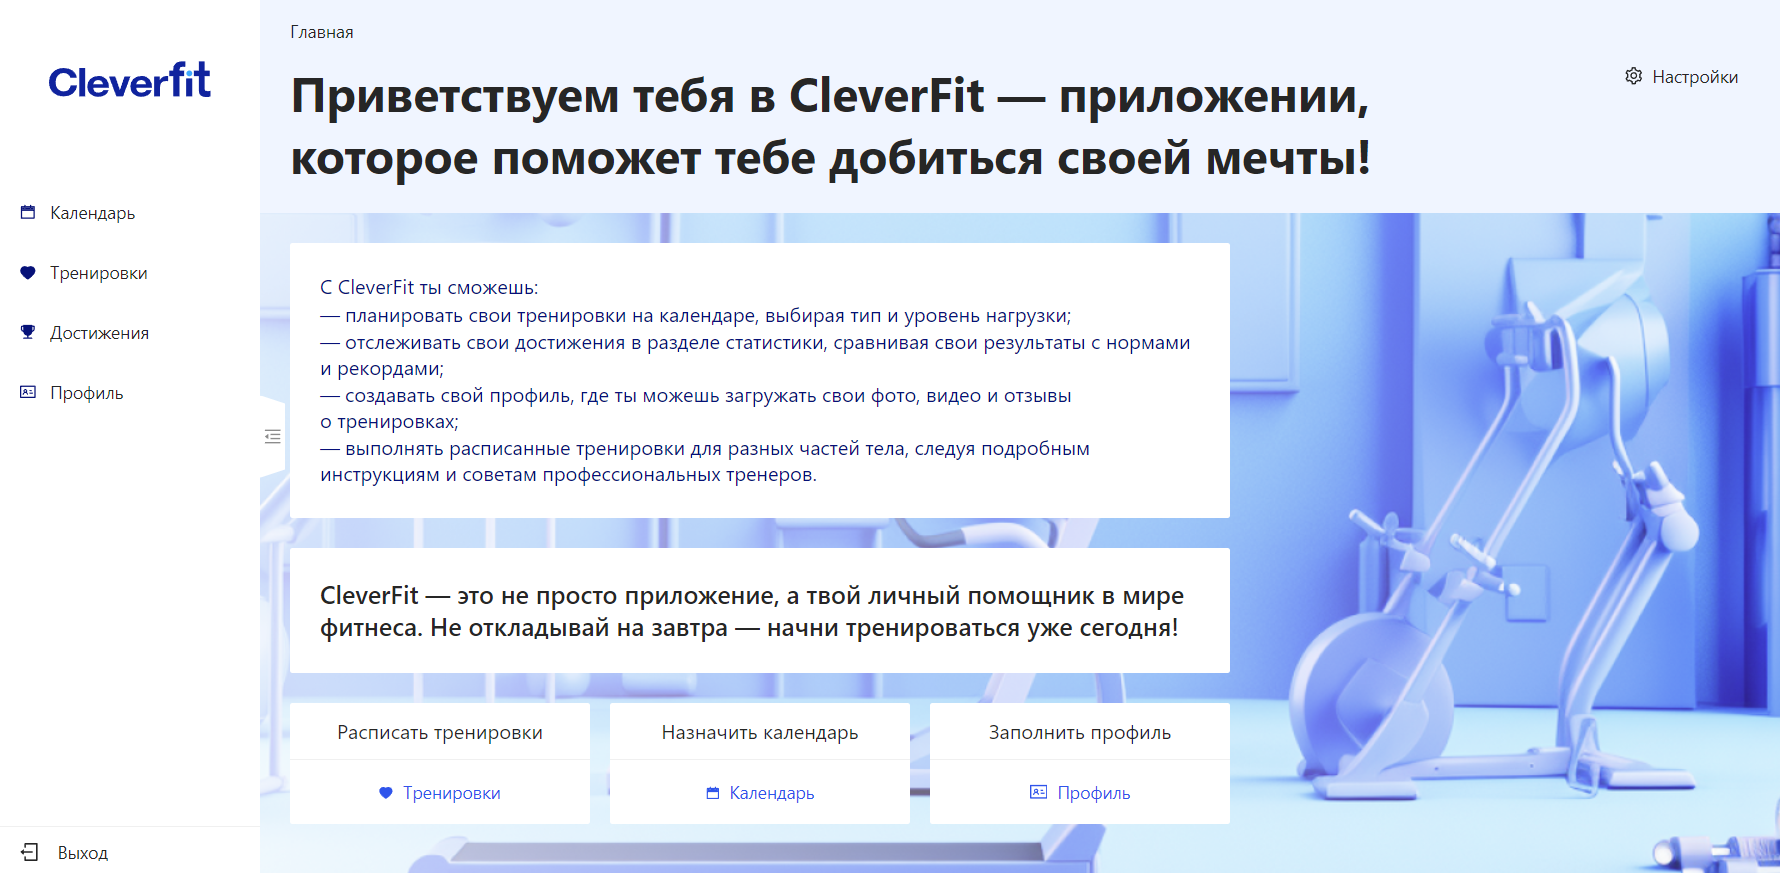 Cleverfit
Календарь
Тренировки
Достижения
Профиль
Выход
Главная
Приветствуем тебя в CleverFit — приложении,
которое поможет тебе добиться своей мечты!
Настройки
С CleverFit ты сможешь:
— планировать свои тренировки на календаре, выбирая тип и уровень нагрузки;
— отслеживать свои достижения в разделе статистики, сравнивая свои результаты с нормами
и рекордами;
— создавать свой профиль, где ты можешь загружать свои фото, видео и отзывы
о тренировках;
— выполнять расписанные тренировки для разных частей тела, следуя подробным
инструкциям и советам профессиональных тренеров.
CleverFit — это не просто приложение, а твой личный помощник в мире
фитнеса. Не откладывай на завтра — начни тренироваться уже сегодня!
Расписать тренировки
Тренировки
Назначить календарь
Календарь
Заполнить профиль
Профиль